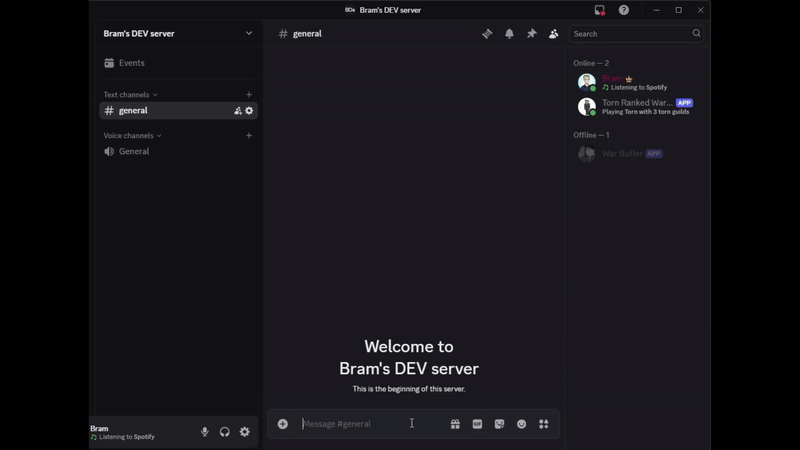 Bram's DEV server
Bram's DEV server
Events
Text channels
general
Voice channels
General
Bram
Listening to Spotify
general
Welcome to
Bram's DEV server
This is the beginning of this server.
Message #general
GIF
Search
Online — 2
Bram
Listening to Spotify
Torn Ranked War... APP
Playing Torn with 3 torn guilds
Offline — 1
War Butler APP